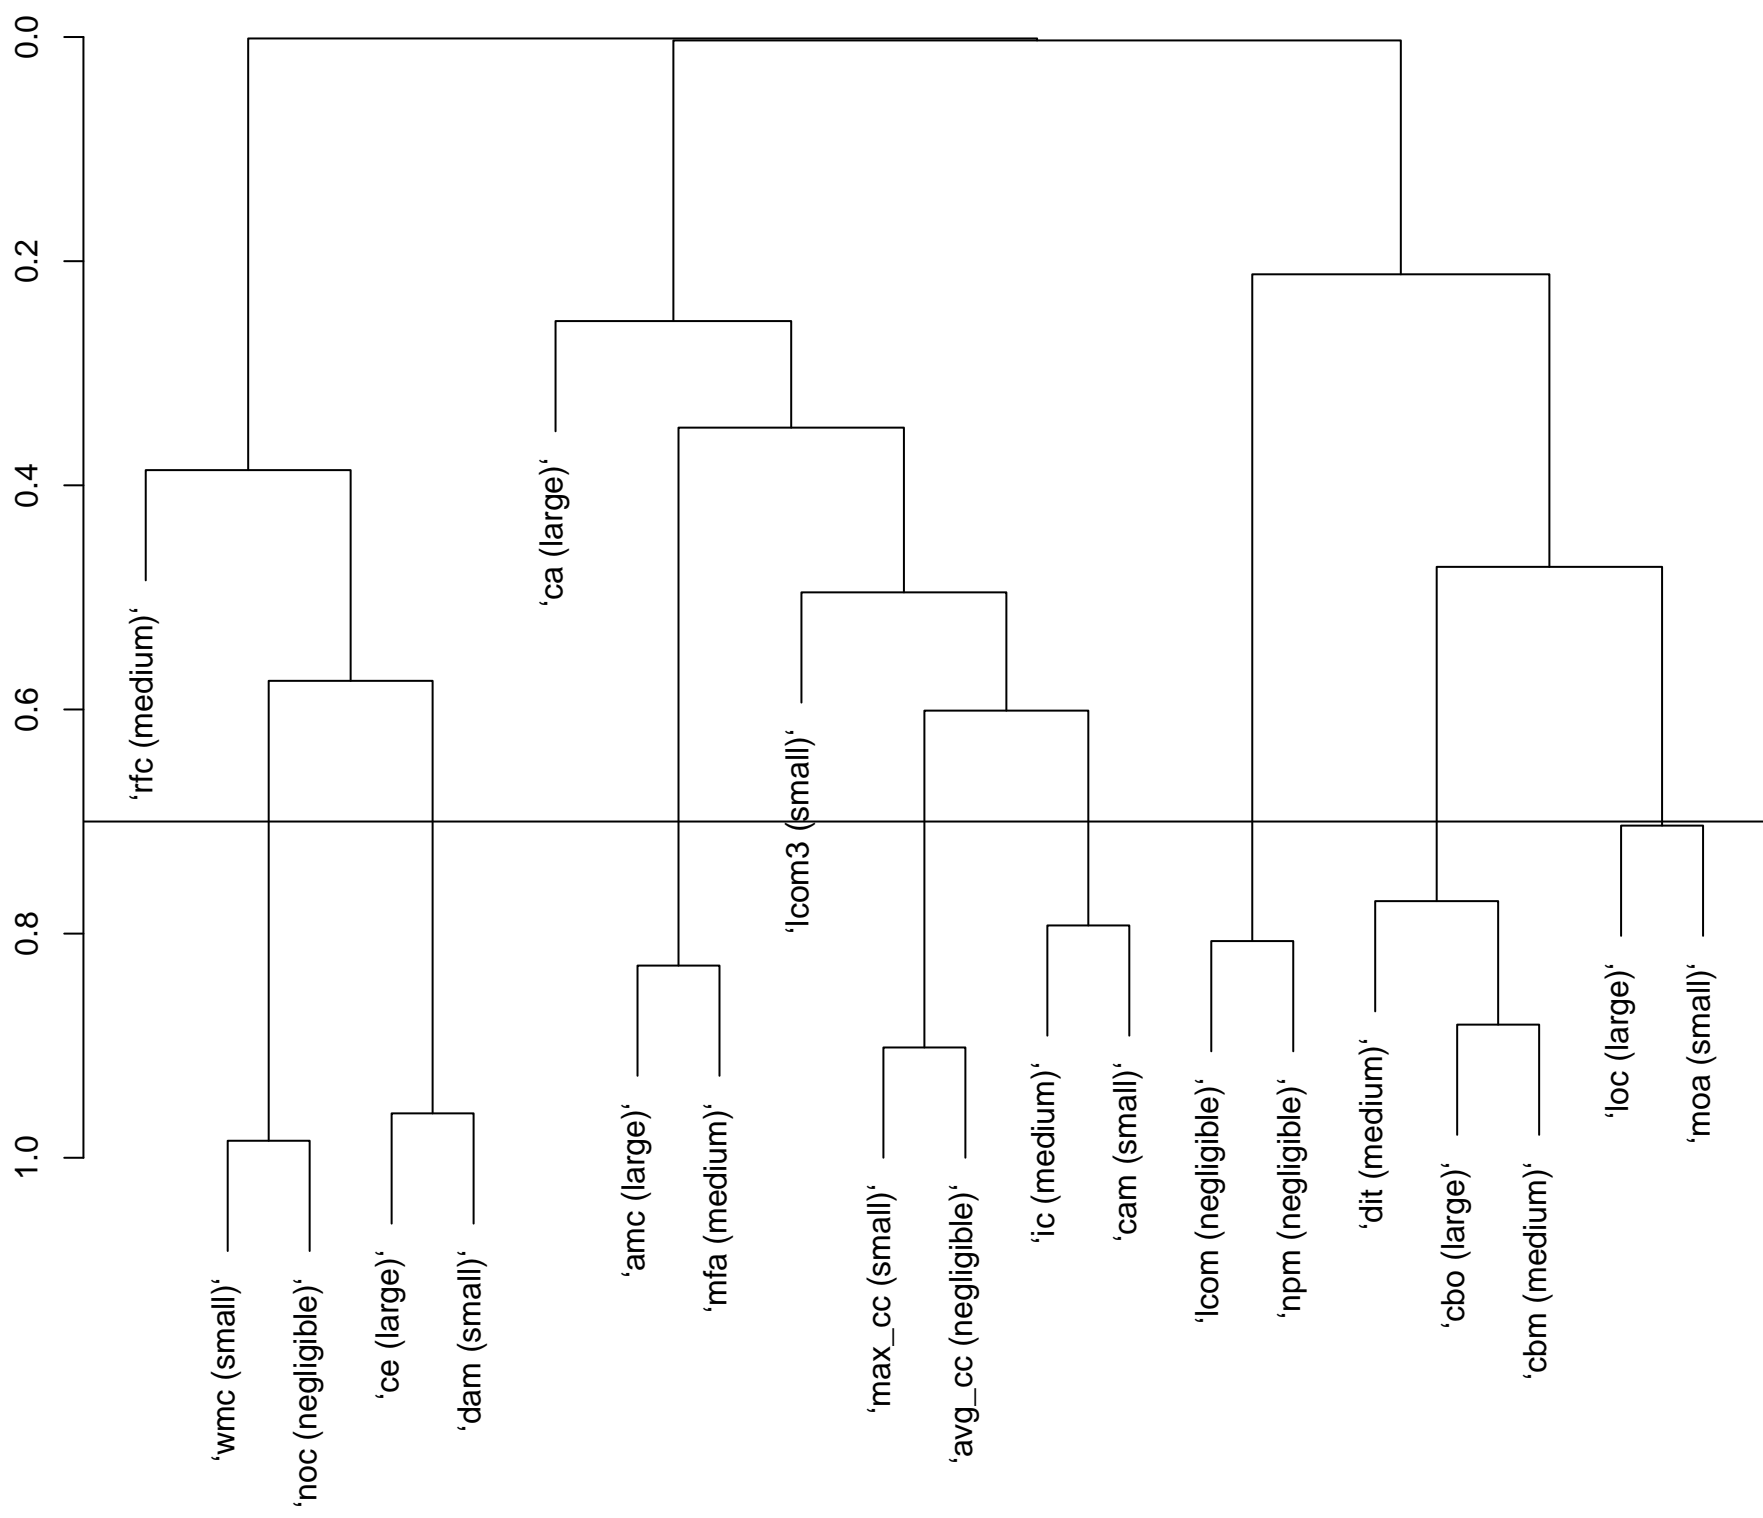 0.0
0.2
0.4
0.6
0.8
1.0
‘rfc (medium)‘
‘wmc (small)‘
‘noc (negligible)‘
‘ce (large)‘
‘dam (small)‘
‘ca (large)‘
‘amc (large)‘
‘mfa (medium)‘
‘lcom3 (small)‘
‘max_cc (small)‘
‘avg_cc (negligible)‘
‘ic (medium)‘
‘cam (small)‘
‘lcom (negligible)‘
‘npm (negligible)‘
‘dit (medium)‘
‘cbo (large)‘
‘cbm (medium)‘
‘loc (large)‘
‘moa (small)‘